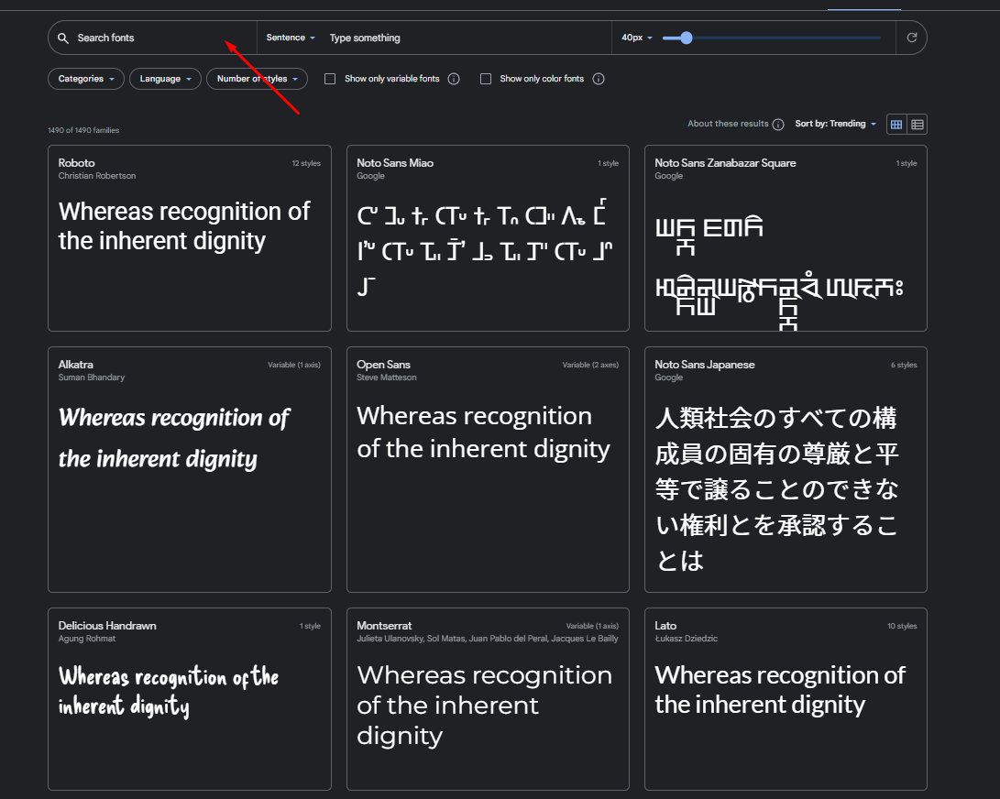 Search fonts
Sentence
Type something
40px
Categories
Language
Number of styles
Show only variable fonts
Show only color fonts
1490 of 1490 families
About these results
Sort by: Trending
Roboto
12 styles
Christian Robertson
Whereas recognition of
the inherent dignity
Noto Sans Miao
1 style
Google
Noto Sans Zanabazar Square
1 style
Google
Alkatra
Variable (1 axis)
Suman Bhandary
Whereas recognition of
the inherent dignity
Open Sans
Variable (2 axes)
Steve Matteson
Whereas recognition
of the inherent dignity
Noto Sans Japanese
6 styles
Google
人類社会のすべての構
成員の固有の尊厳と平
等で譲ることのできな
い権利とを承認するこ
とは
Delicious Handrawn
1 style
Agung Rohmat
Whereas recognition of the
inherent dignity
Montserrat
Variable (1 axis)
Julieta Ulanovsky, Sol Matas, Juan Pablo del Peral, Jacques Le Bailly
Whereas recognition
of the inherent
dignity
Lato
10 styles
Łukasz Dziedzic
Whereas recognition of
the inherent dignity